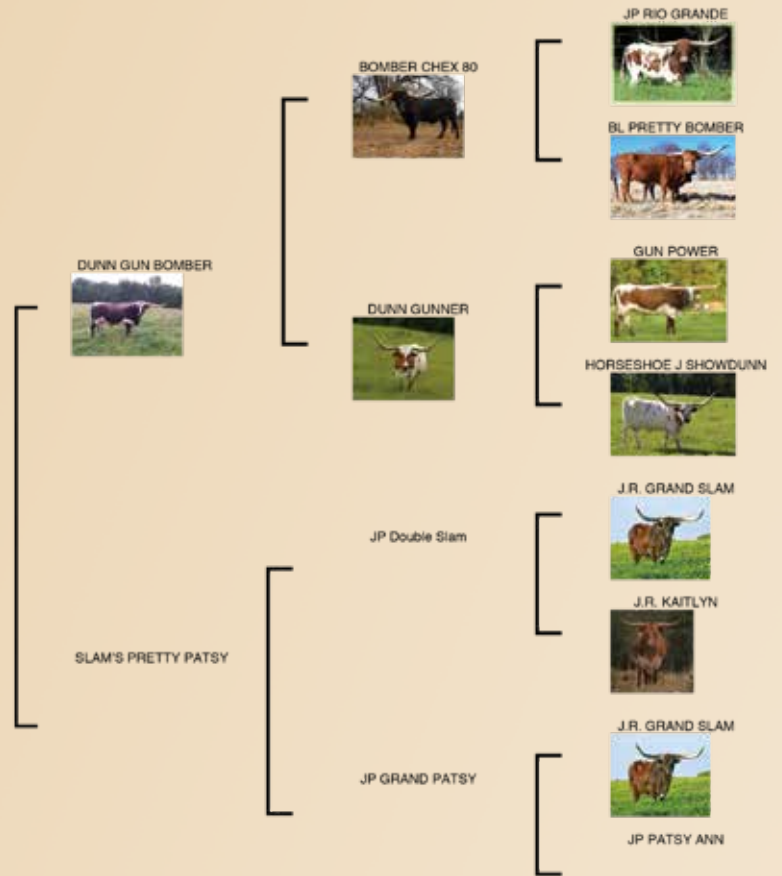 JP RIO GRANDE
BOMBER CHEX 80
BL PRETTY BOMBER
DUNN GUN BOMBER
GUN POWER
DUNN GUNNER
HORSESHOE J SHOWDUNN
J.R. GRAND SLAM
JP Double Slam
J.R. KAITLYN
SLAM'S PRETTY PATSY
J.R. GRAND SLAM
JP GRAND PATSY
JP PATSY ANN